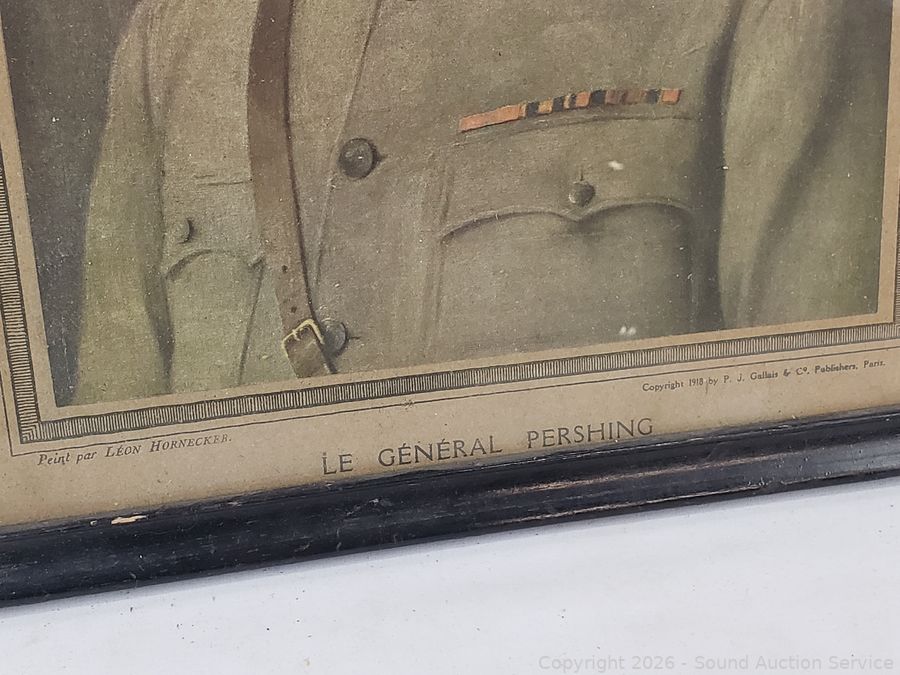 Copyright 1918 by P. J. Gallais & Cº. Publishers, Paris.
Peint par LÉON HORNECKER.
LE GÉNÉRAL PERSHING
Copyright 2026 - Sound Auction Service